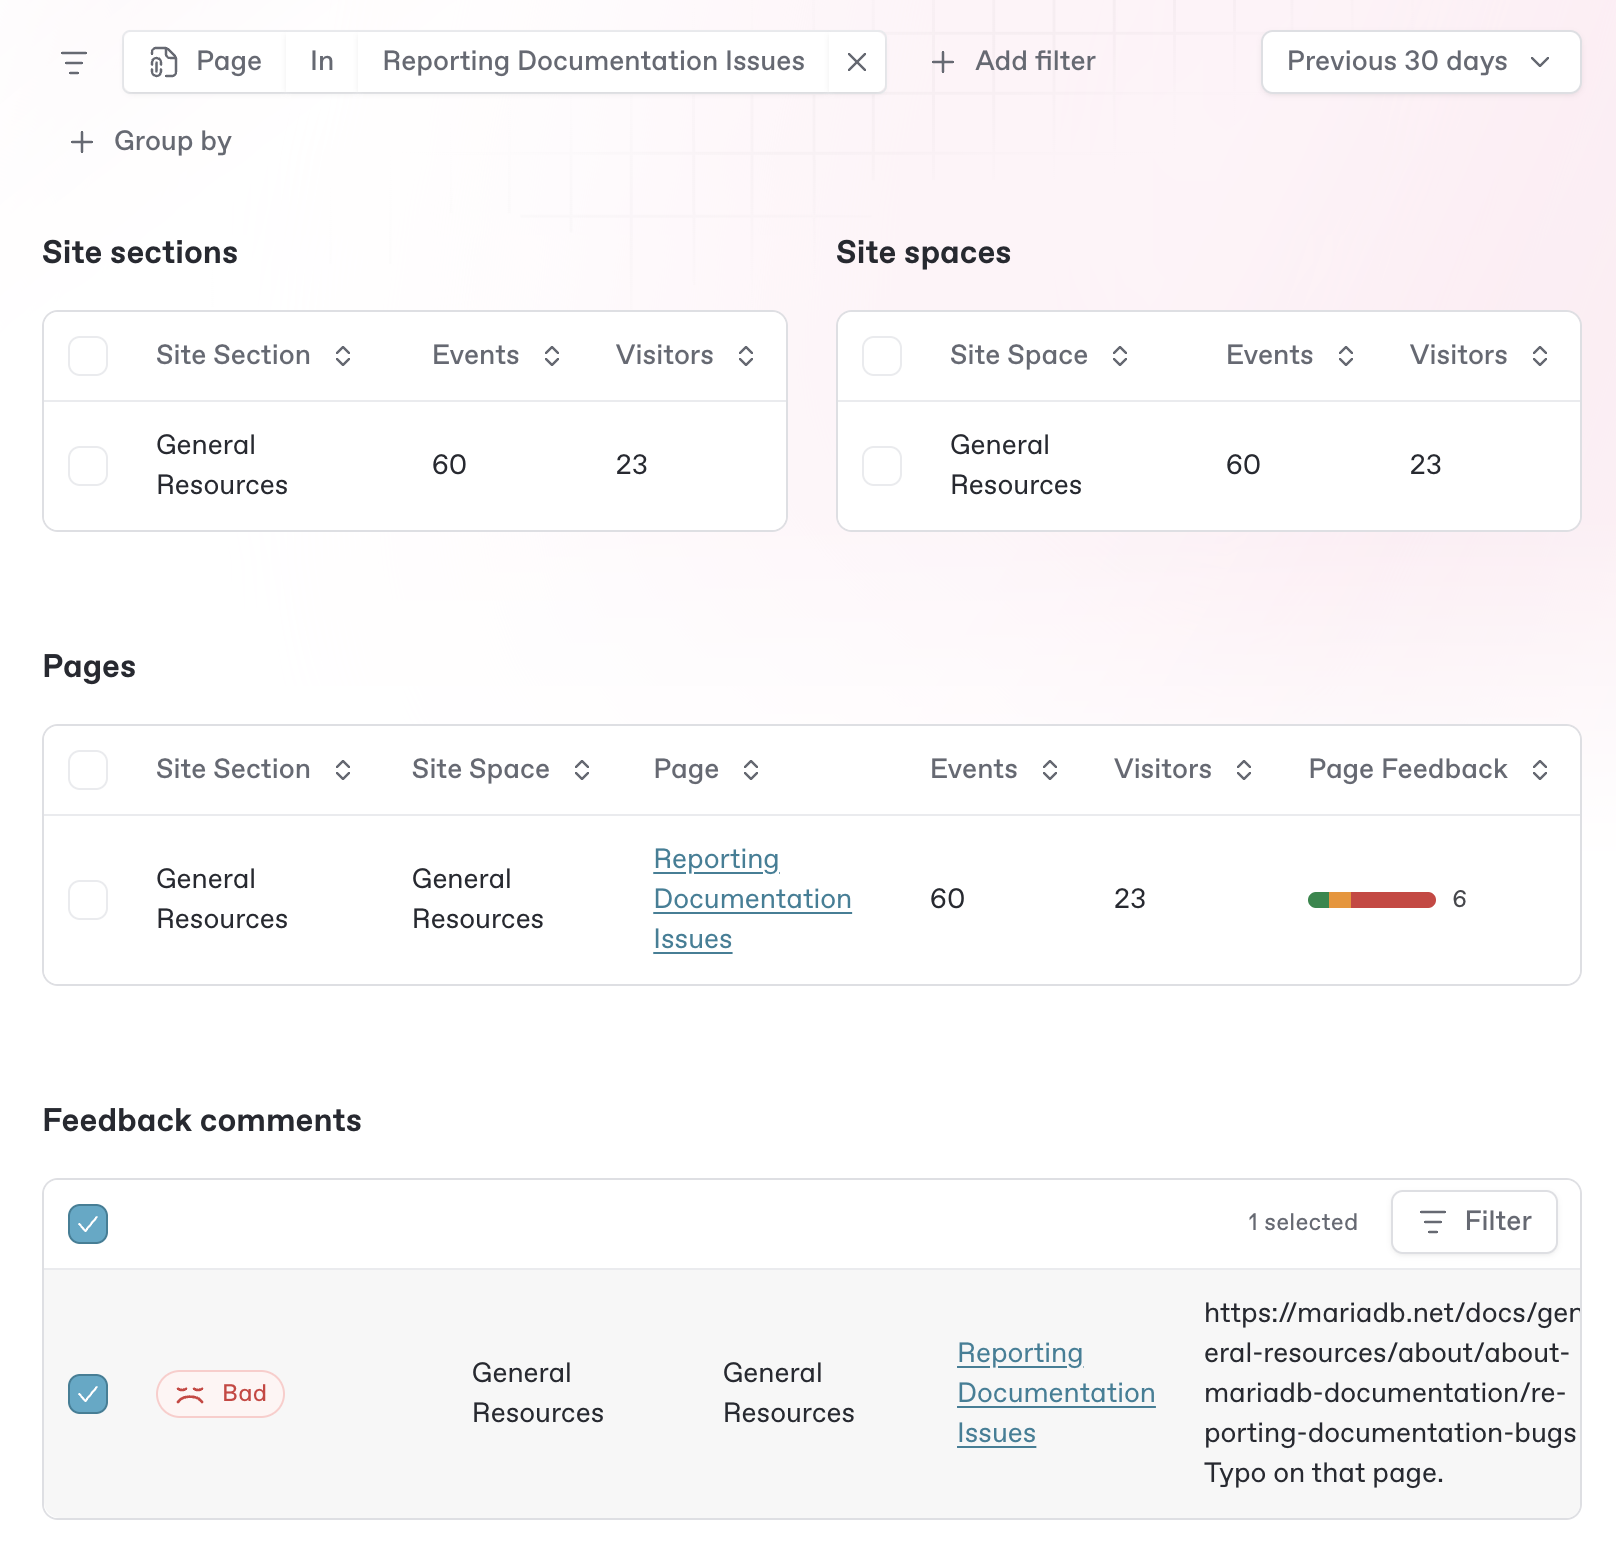 Page In Reporting Documentation Issues Add filter Previous 30 days
Group by
Site sections
Site spaces
Site Section Events Visitors
General
Resources
60 23
Site Space Events Visitors
General
Resources
60 23
Pages
Site Section Site Space Page Events Visitors Page Feedback
General
Resources
General
Resources
Reporting
Documentation
Issues
60 23 6
Feedback comments
1 selected Filter
Bad
General
Resources
General
Resources
Reporting
Documentation
Issues
https://mariadb.net/docs/gen
eral-resources/about/about-
mariadb-documentation/re-
porting-documentation-bugs
Typo on that page.